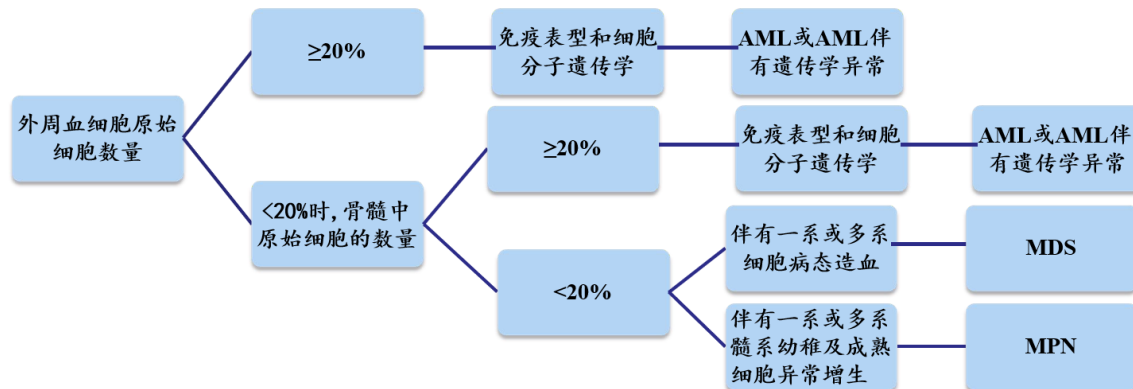 ≥20%
免疫表型和细胞
分子遗传学
AML或AML伴
有遗传学异常
外周血细胞原始
细胞数量
≥20%
免疫表型和细胞
分子遗传学
AML或AML伴
有遗传学异常
<20%时,骨髓中
原始细胞的数量
<20%
伴有一系或多系
细胞病态造血
MDS
伴有一系或多系
髓系幼稚及成熟
细胞异常增生
MPN